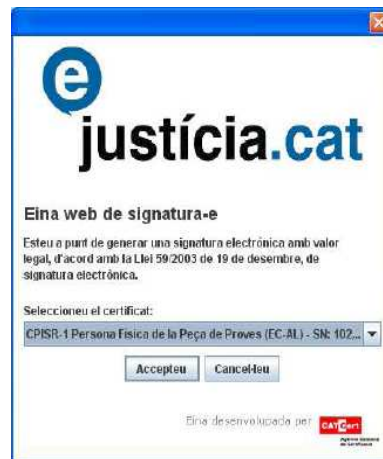 e
justícia.cat
Eina web de signatura-e
Esteu a punt de generar una signatura electrònica amb valor
legal, d'acord amb la Llei 59/2003 de 19 de desembre, de
signatura electrònica.
Seleccioneu el certificat:
CPISR-1 Persona Física de la Peça de Proves (EC-AL) - SN: 102...
Accepteu Cancel·leu
Eina desenvolupada per CATCert